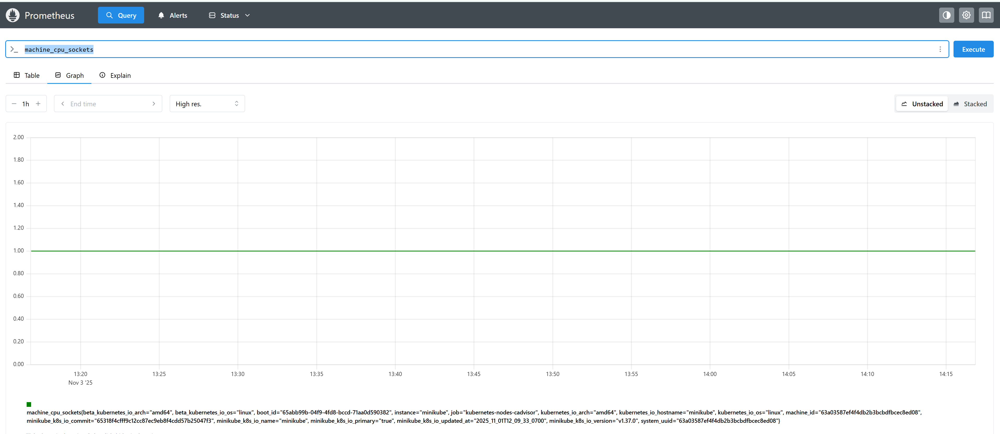 Prometheus Query Alerts Status
machine_cpu_sockets
Execute
Table Graph Explain
1h End time High res. Unstacked Stacked
2.00
1.80
1.60
1.40
1.20
1.00
0.80
0.60
0.40
0.20
0.00
13:20 13:25 13:30 13:35 13:40 13:45 13:50 13:55 14:00 14:05 14:10 14:15
Nov 3 '25
machine_cpu_sockets{beta_kubernetes_io_arch="amd64", beta_kubernetes_io_os="linux", boot_id="65abb99b-04f9-4fd8-bccd-71aa0d590382", instance="minikube", job="kubernetes-nodes-cadvisor", kubernetes_io_arch="amd64", kubernetes_io_hostname="minikube", kubernetes_io_os="linux", machine_id="63a03587ef4f4db2b3bcbdfbcec8ed08",
minikube_k8s_io_commit="65318f4cfff9c12cc87ec9eb8f4cdd57b25047f3", minikube_k8s_io_name="minikube", minikube_k8s_io_primary="true", minikube_k8s_io_updated_at="2025_11_01T12_09_33_0700", minikube_k8s_io_version="v1.37.0", system_uuid="63a03587ef4f4db2b3bcbdfbcec8ed08"}